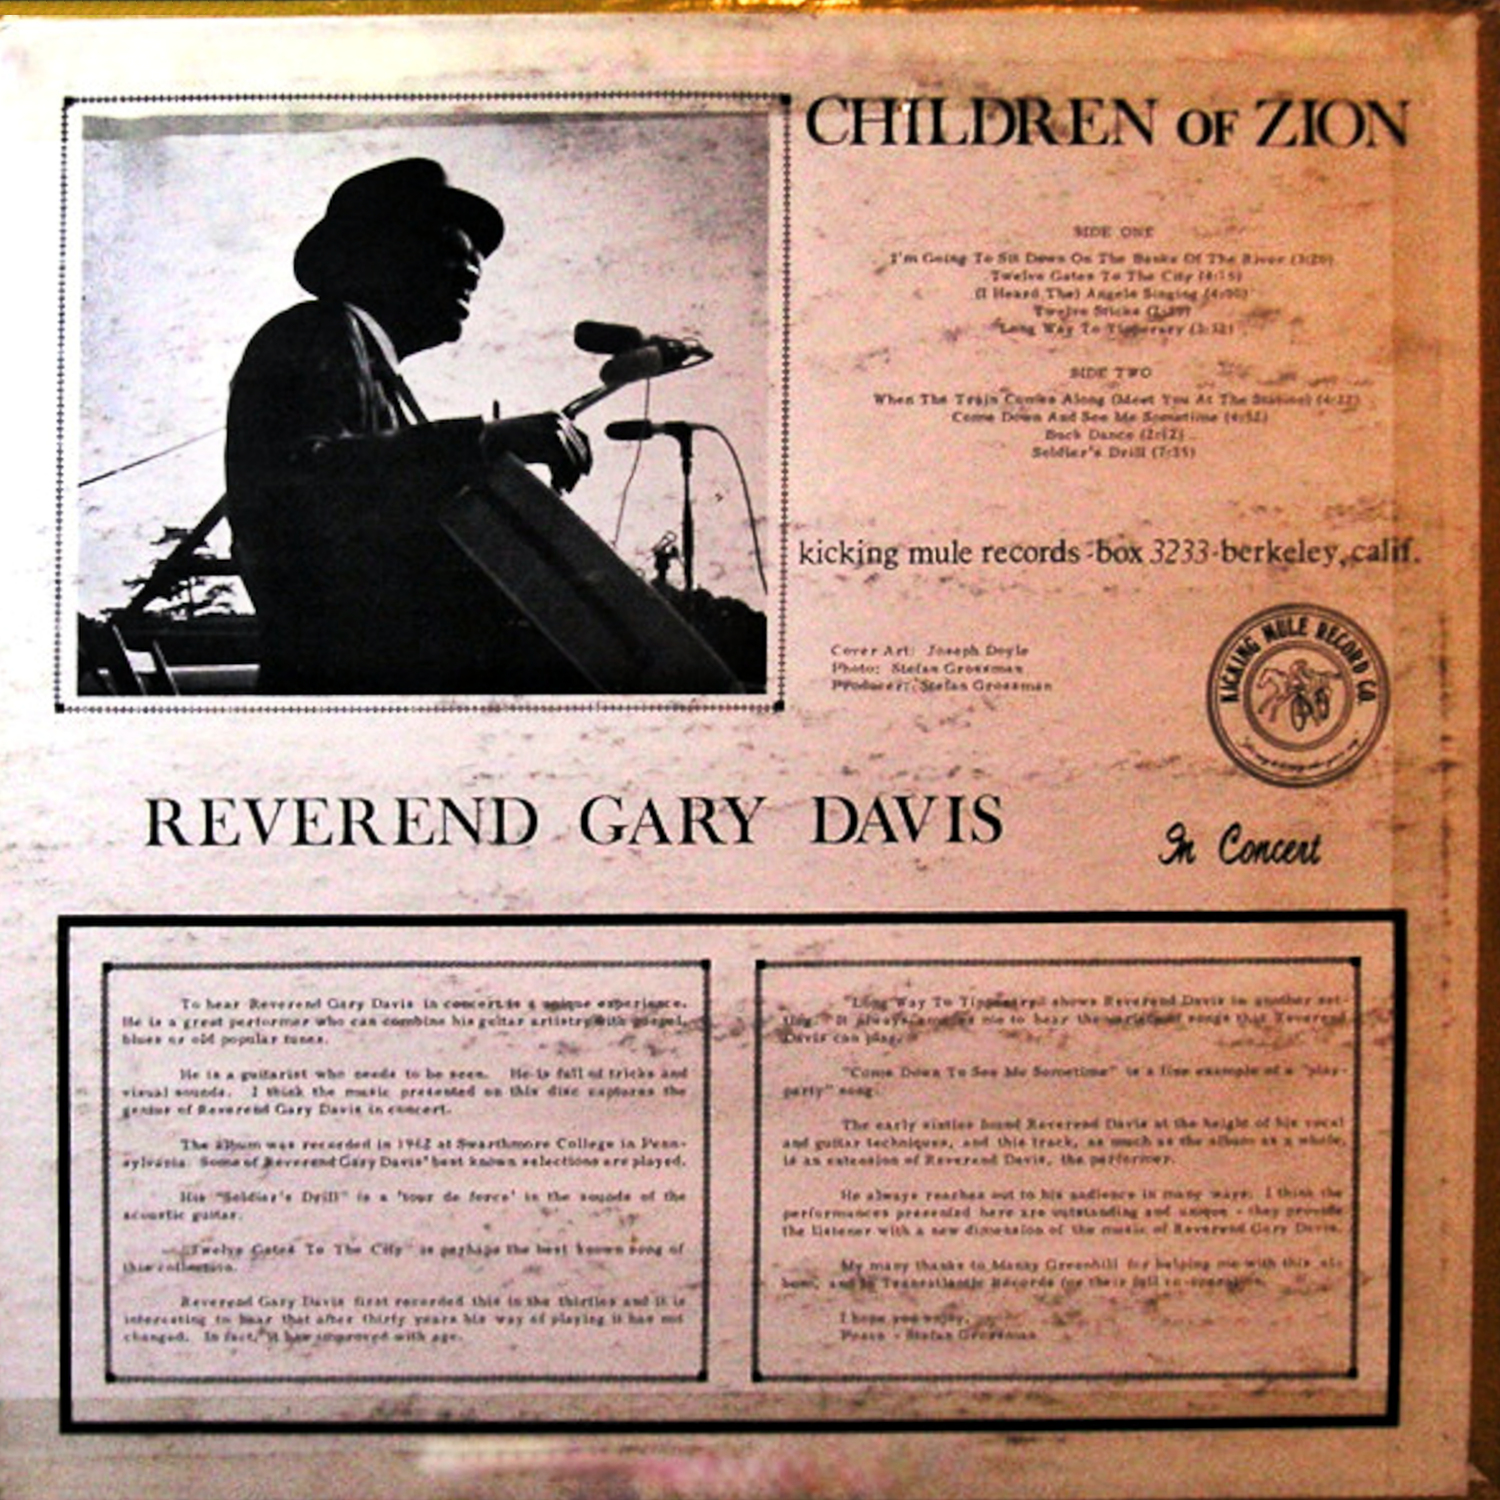 CHILDREN OF ZION
SIDE ONE
I'm Going To Sit Down On The Banks Of The River (3:20)
Twelve Gates To The City (4:15)
(I Heard The) Angels Singing (4:00)
Twelve Sticks
Long Way To Tipperary (3:32)
SIDE TWO
When The Train Comes Along (Meet You At The Station)
Come Down And See Me Sometime (4:52)
Buck Dance (2:12)
Soldier's Drill (7:35)
kicking mule records - box 3233 - berkeley, calif.
Cover Art: Joseph Doyle
Photo: Stefan Grossman
Producer: Stefan Grossman
KICKING MULE RECORD CO.
REVEREND GARY DAVIS
In Concert
To hear Reverend Gary Davis in concert is a unique experience.
He is a great performer who can combine his guitar artistry with gospel,
blues or old popular tunes.
He is a guitarist who needs to be seen. He is full of tricks and
visual sounds. I think the music presented on this disc captures the
genius of Reverend Gary Davis in concert.
The album was recorded in 1962 at Swarthmore College in Penn-
sylvania. Some of Reverend Gary Davis' best known selections are played.
His "Soldier's Drill" is a 'tour de force' in the sounds of the
acoustic guitar.
"Twelve Gates To The City" is perhaps the best known song of
this collection.
Reverend Gary Davis first recorded this in the thirties and it is
interesting to hear that after thirty years his way of playing it has not
changed. In fact, it has improved with age.
"Long Way To shows Reverend Davis in another set-
ting. It always me to hear the of songs that Reverend
Davis can play.
"Come Down To See Me Sometime" is a fine example of a "play-
party" song.
The early sixties found Reverend Davis at the height of his vocal
and guitar techniques, and this track, as much as the album as a whole,
is an extension of Reverend Davis, the performer.
He always reaches out to his audience in many ways. I think the
performances presented here are outstanding and unique - they provide
the listener with a new dimension of the music of Reverend Gary Davis.
My many thanks to Manny Greenhill for helping me with this al-
bum, and to Transatlantic Records for their full co-operation.
I hope you enjoy,
Peace - Stefan Grossman